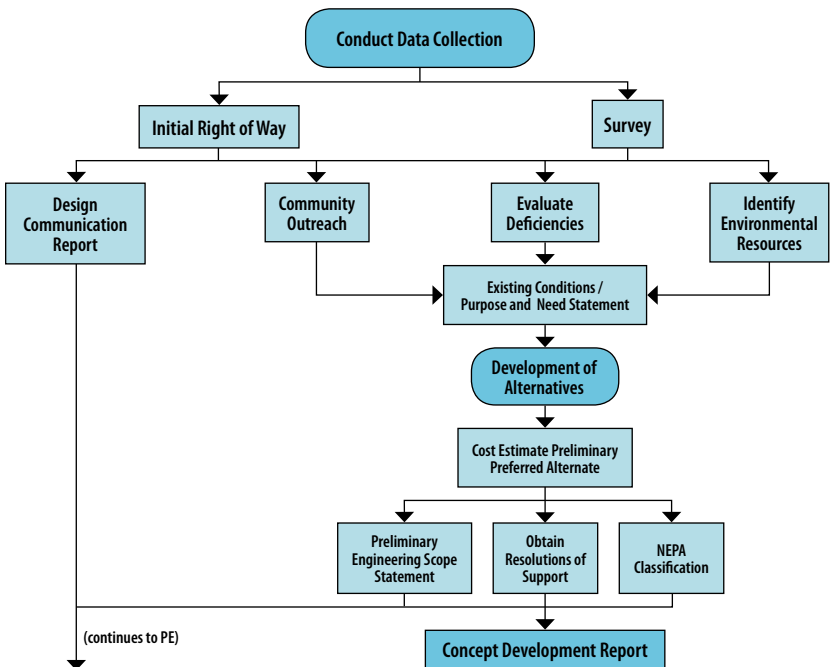 Conduct Data Collection
Initial Right of Way
Survey
Design
Communication
Report
Community
Outreach
Evaluate
Deficiencies
Identify
Environmental
Resources
Existing Conditions /
Purpose and Need Statement
Development of
Alternatives
Cost Estimate Preliminary
Preferred Alternate
Preliminary
Engineering Scope
Statement
Obtain
Resolutions of
Support
NEPA
Classification
(continues to PE)
Concept Development Report